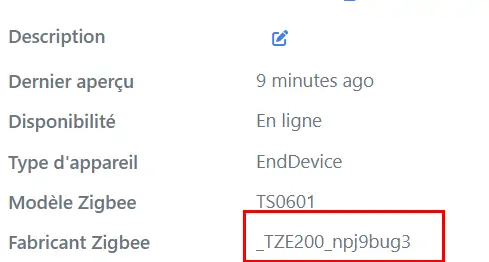 Description
Dernier aperçu 9 minutes ago
Disponibilité En ligne
Type d'appareil EndDevice
Modèle Zigbee TS0601
Fabricant Zigbee _TZE200_npj9bug3